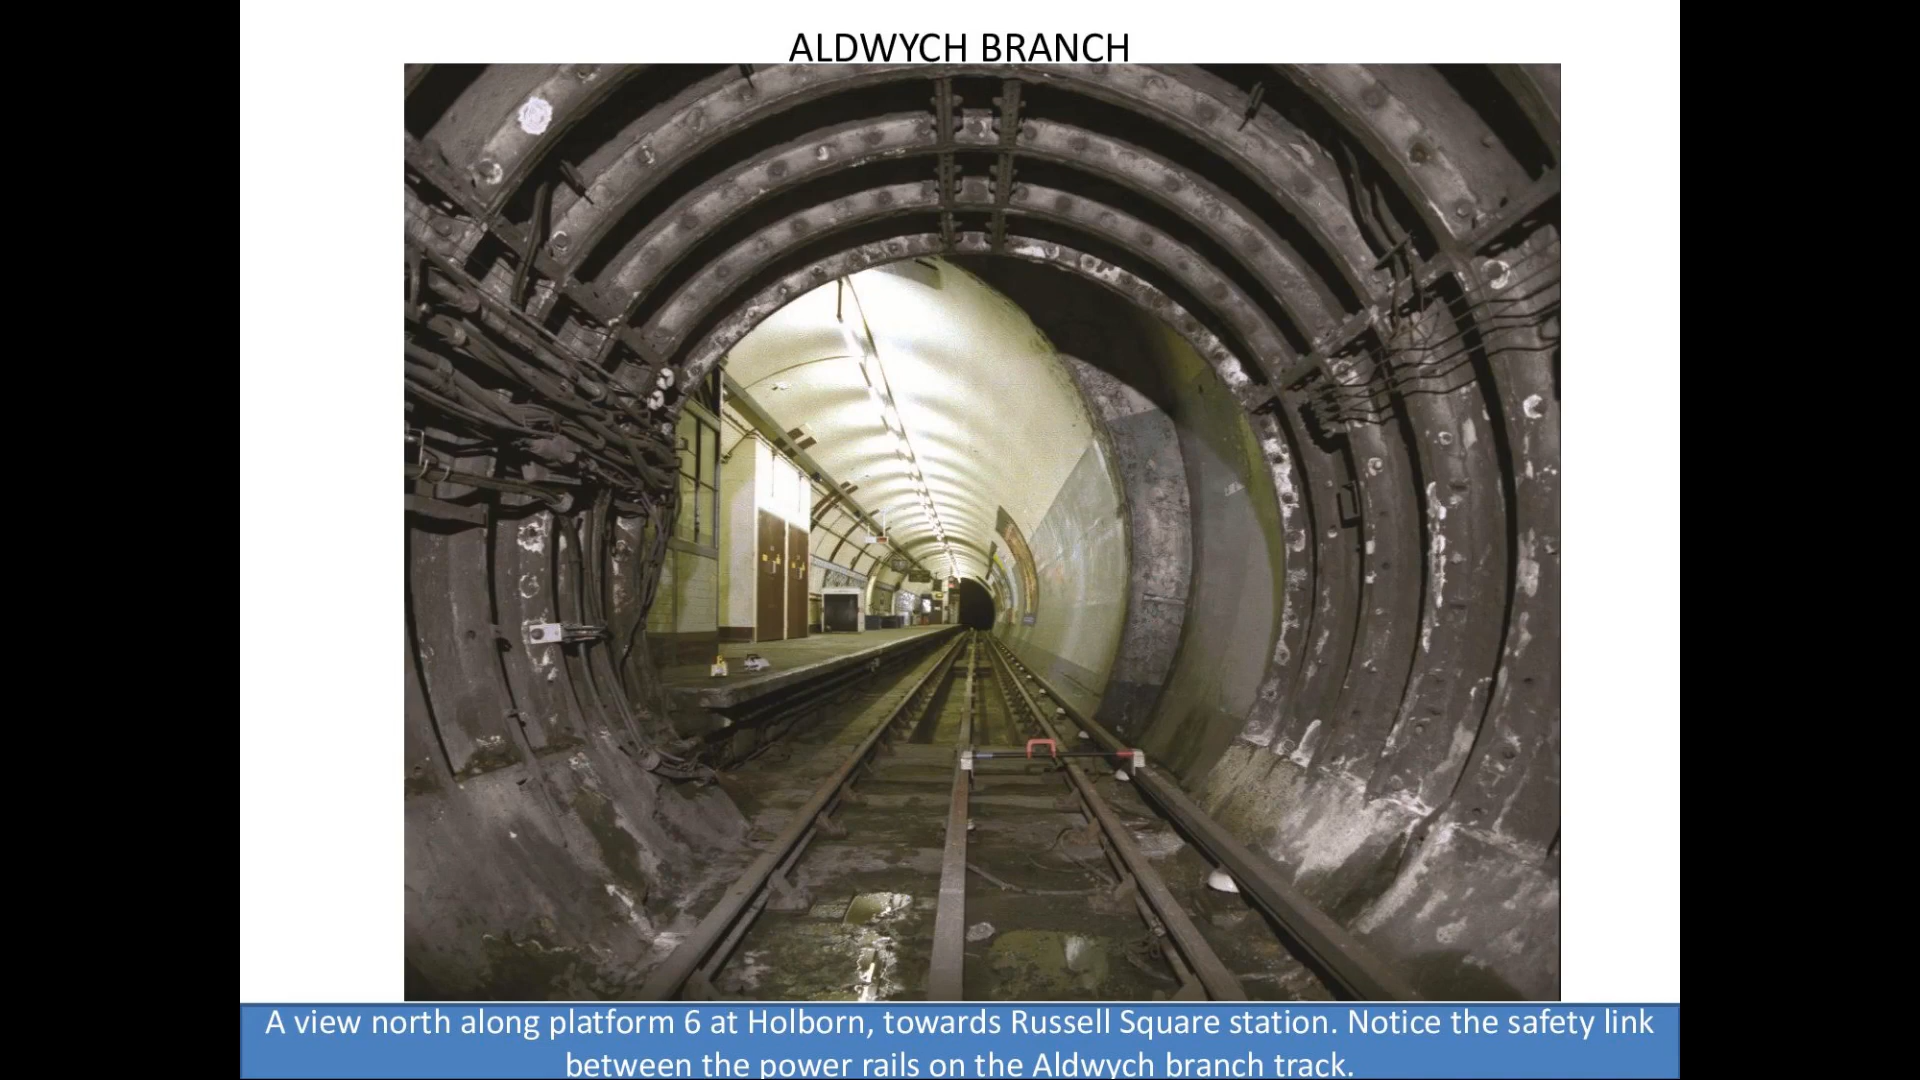 ALDWYCH BRANCH
A view north along platform 6 at Holborn, towards Russell Square station. Notice the safety link
between the power rails on the Aldwych branch track.